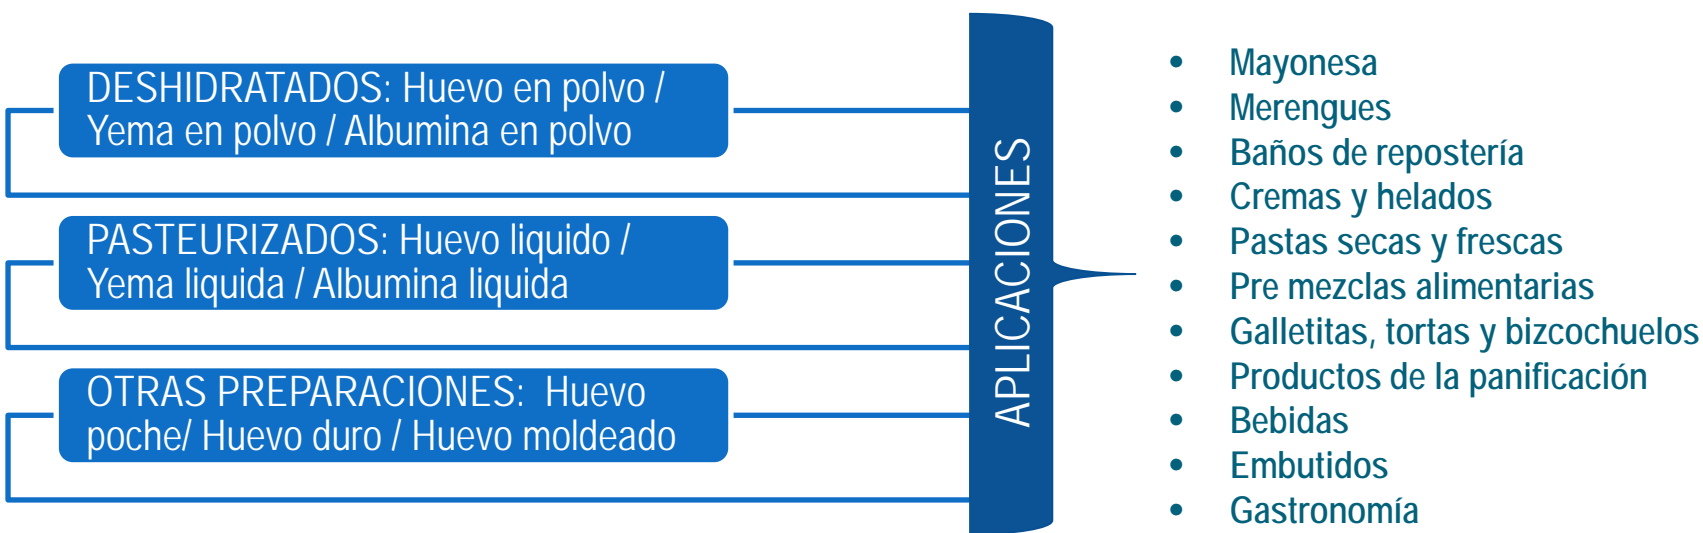 DESHIDRATADOS: Huevo en polvo /
Yema en polvo / Albumina en polvo
PASTEURIZADOS: Huevo liquido /
Yema liquida / Albumina liquida
OTRAS PREPARACIONES: Huevo
poche/ Huevo duro / Huevo moldeado
APLICACIONES
• Mayonesa
• Merengues
• Baños de repostería
• Cremas y helados
• Pastas secas y frescas
• Pre mezclas alimentarias
• Galletitas, tortas y bizcochuelos
• Productos de la panificación
• Bebidas
• Embutidos
• Gastronomía